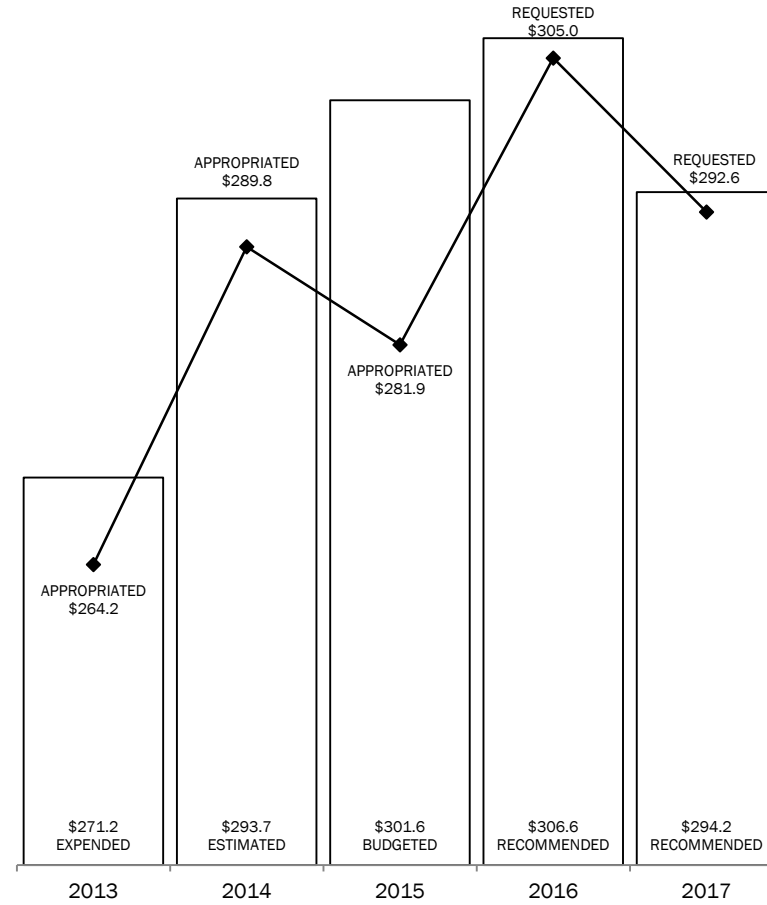 REQUESTED
$305.0
APPROPRIATED
$289.8
REQUESTED
$292.6
APPROPRIATED
$281.9
APPROPRIATED
$264.2
$271.2
EXPENDED
$293.7
ESTIMATED
$301.6
BUDGETED
$306.6
RECOMMENDED
$294.2
RECOMMENDED
2013
2014
2015
2016
2017